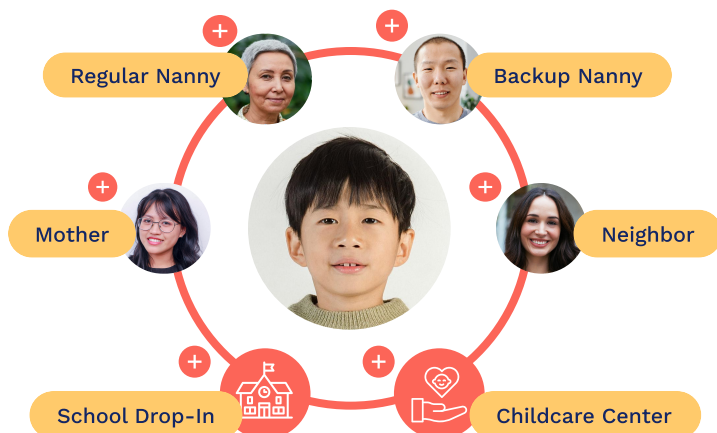 Regular Nanny
Backup Nanny
Mother
Neighbor
School Drop-In
Childcare Center